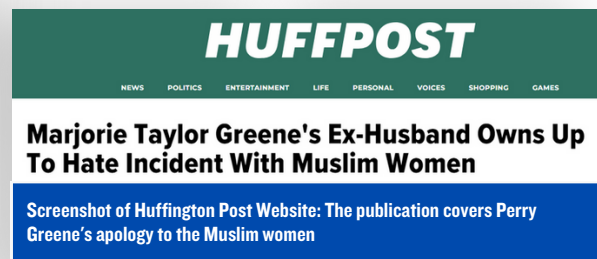 HUFFPOST
NEWS POLITICS ENTERTAINMENT LIFE PERSONAL VOICES SHOPPING GAMES
Marjorie Taylor Greene's Ex-Husband Owns Up
To Hate Incident With Muslim Women
Screenshot of Huffington Post Website: The publication covers Perry
Greene's apology to the Muslim women